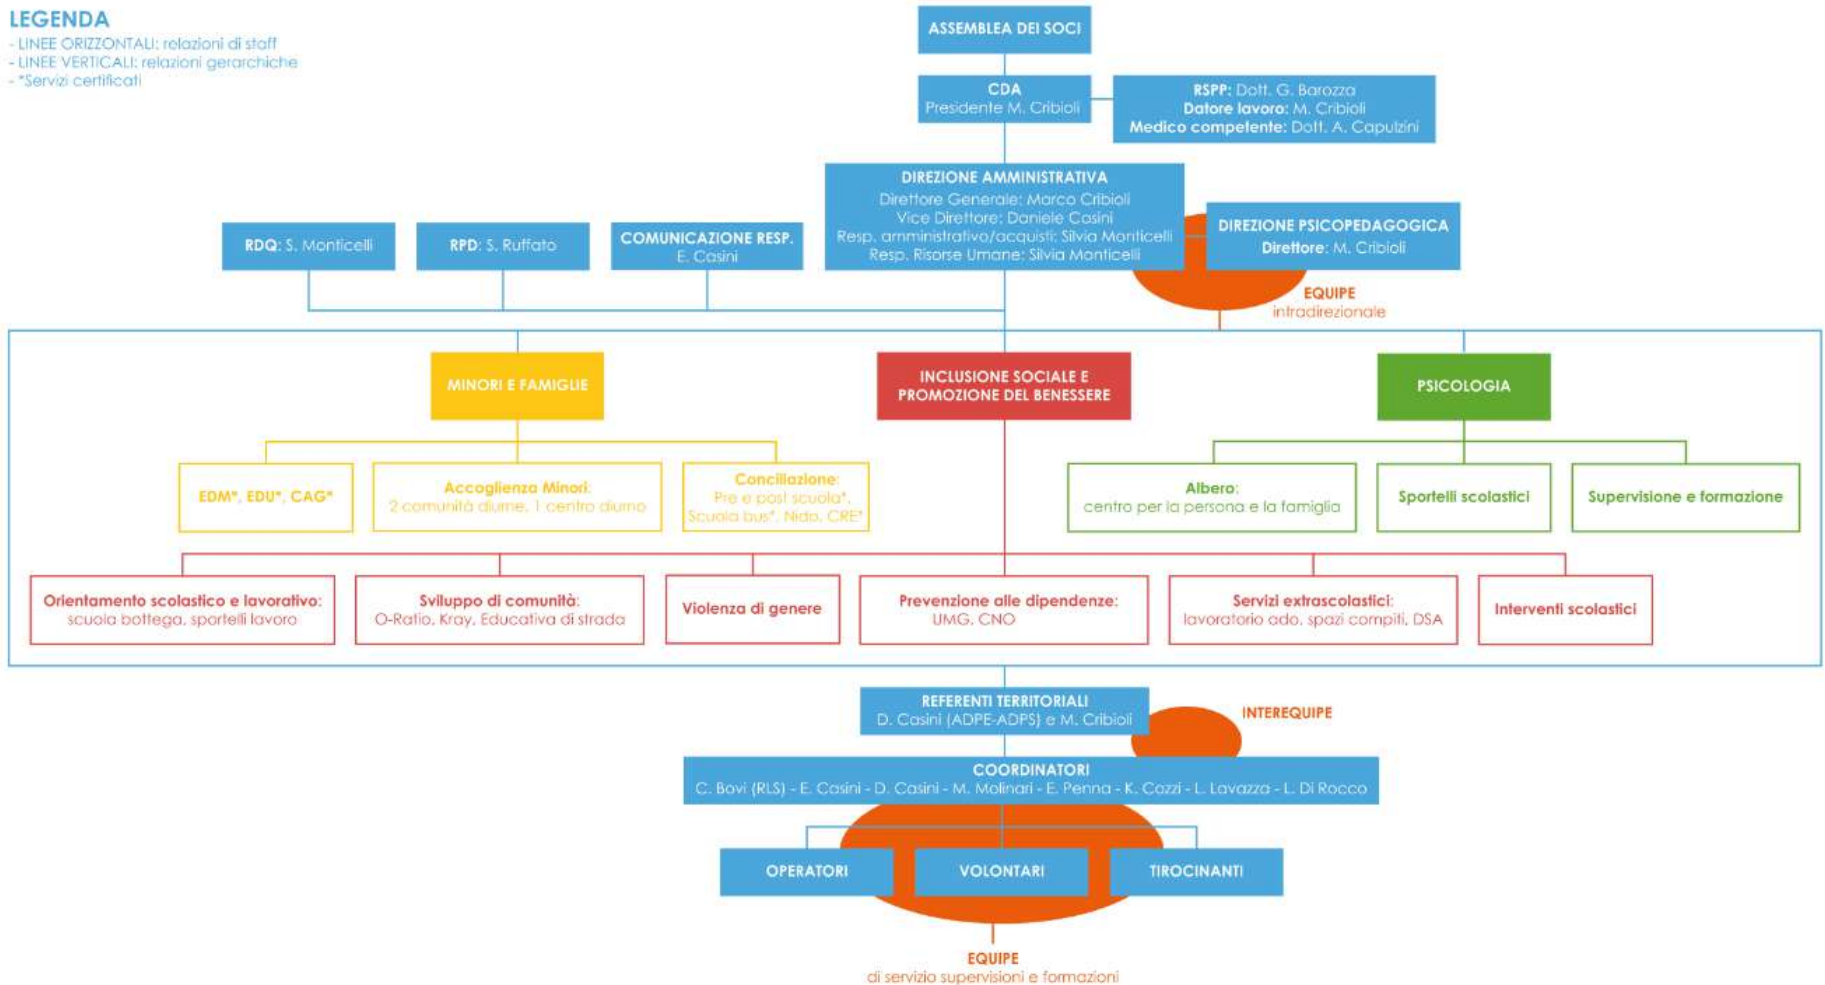 LEGENDA
- LINEE ORIZZONTALI: relazioni di staff
- LINEE VERTICALI: relazioni gerarchiche
- *Servizi certificati
ASSEMBLEA DEI SOCI
CDA
Presidente M. Cribioli
RSPP: Dott. G. Barozza
Datore lavoro: M. Cribioli
Medico competente: Dott. A. Capulzini
DIREZIONE AMMINISTRATIVA
Direttore Generale: Marco Cribioli
Vice Direttore: Daniele Casini
Resp. amministrativo/acquisti: Silvia Monticelli
Resp. Risorse Umane: Silvia Monticelli
DIREZIONE PSICOPEDAGOGICA
Direttore: M. Cribioli
RDQ: S. Monticelli
RPD: S. Ruffato
COMUNICAZIONE RESP.
E. Casini
EQUIPE
intradirezionale
MINORI E FAMIGLIE
INCLUSIONE SOCIALE E
PROMOZIONE DEL BENESSERE
PSICOLOGIA
EDM*, EDU*, CAG*
Accoglienza Minori:
2 comunità diurne, 1 centro diurno
Conciliazione:
Pre e post scuola*,
Scuola bus*, Nido, CRE*
Albero:
centro per la persona e la famiglia
Sportelli scolastici
Supervisione e formazione
Orientamento scolastico e lavorativo:
scuola bottega, sportelli lavoro
Sviluppo di comunità:
O-Ratio, Kray, Educativa di strada
Violenza di genere
Prevenzione alle dipendenze:
UMG, CNO
Servizi extrascolastici:
lavoratorio ado, spazi compiti, DSA
Interventi scolastici
REFERENTI TERRITORIALI
D. Casini (ADPE-ADPS) e M. Cribioli
INTEREQUIPE
COORDINATORI
C. Bovi (RLS) - E. Casini - D. Casini - M. Molinari - E. Penna - K. Cozzi - L. Lavazza - L. Di Rocco
OPERATORI
VOLONTARI
TIROCINANTI
EQUIPE
di servizio supervisioni e formazioni